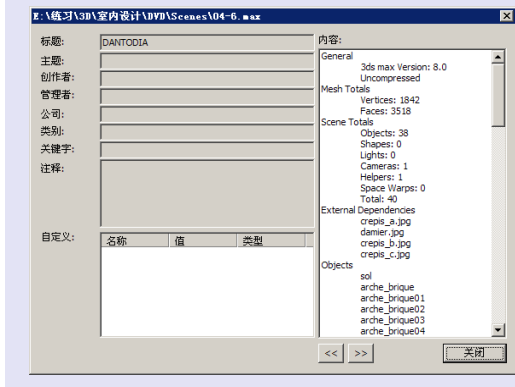 E:\练习\3D\室内设计\DVD\Scenes\04-6.max
标题:
DANTODIA
主题:
创作者:
管理者:
公司:
类别:
关键字:
注释:
自定义:
名称 值 类型
内容:
General
3ds max Version: 8.0
Uncompressed
Mesh Totals
Vertices: 1842
Faces: 3518
Scene Totals
Objects: 38
Shapes: 0
Lights: 0
Cameras: 1
Helpers: 1
Space Warps: 0
Total: 40
External Dependencies
crepis_a.jpg
damier.jpg
crepis_b.jpg
crepis_c.jpg
Objects
sol
arche_brique
arche_brique01
arche_brique02
arche_brique03
arche_brique04
<< >> 关闭